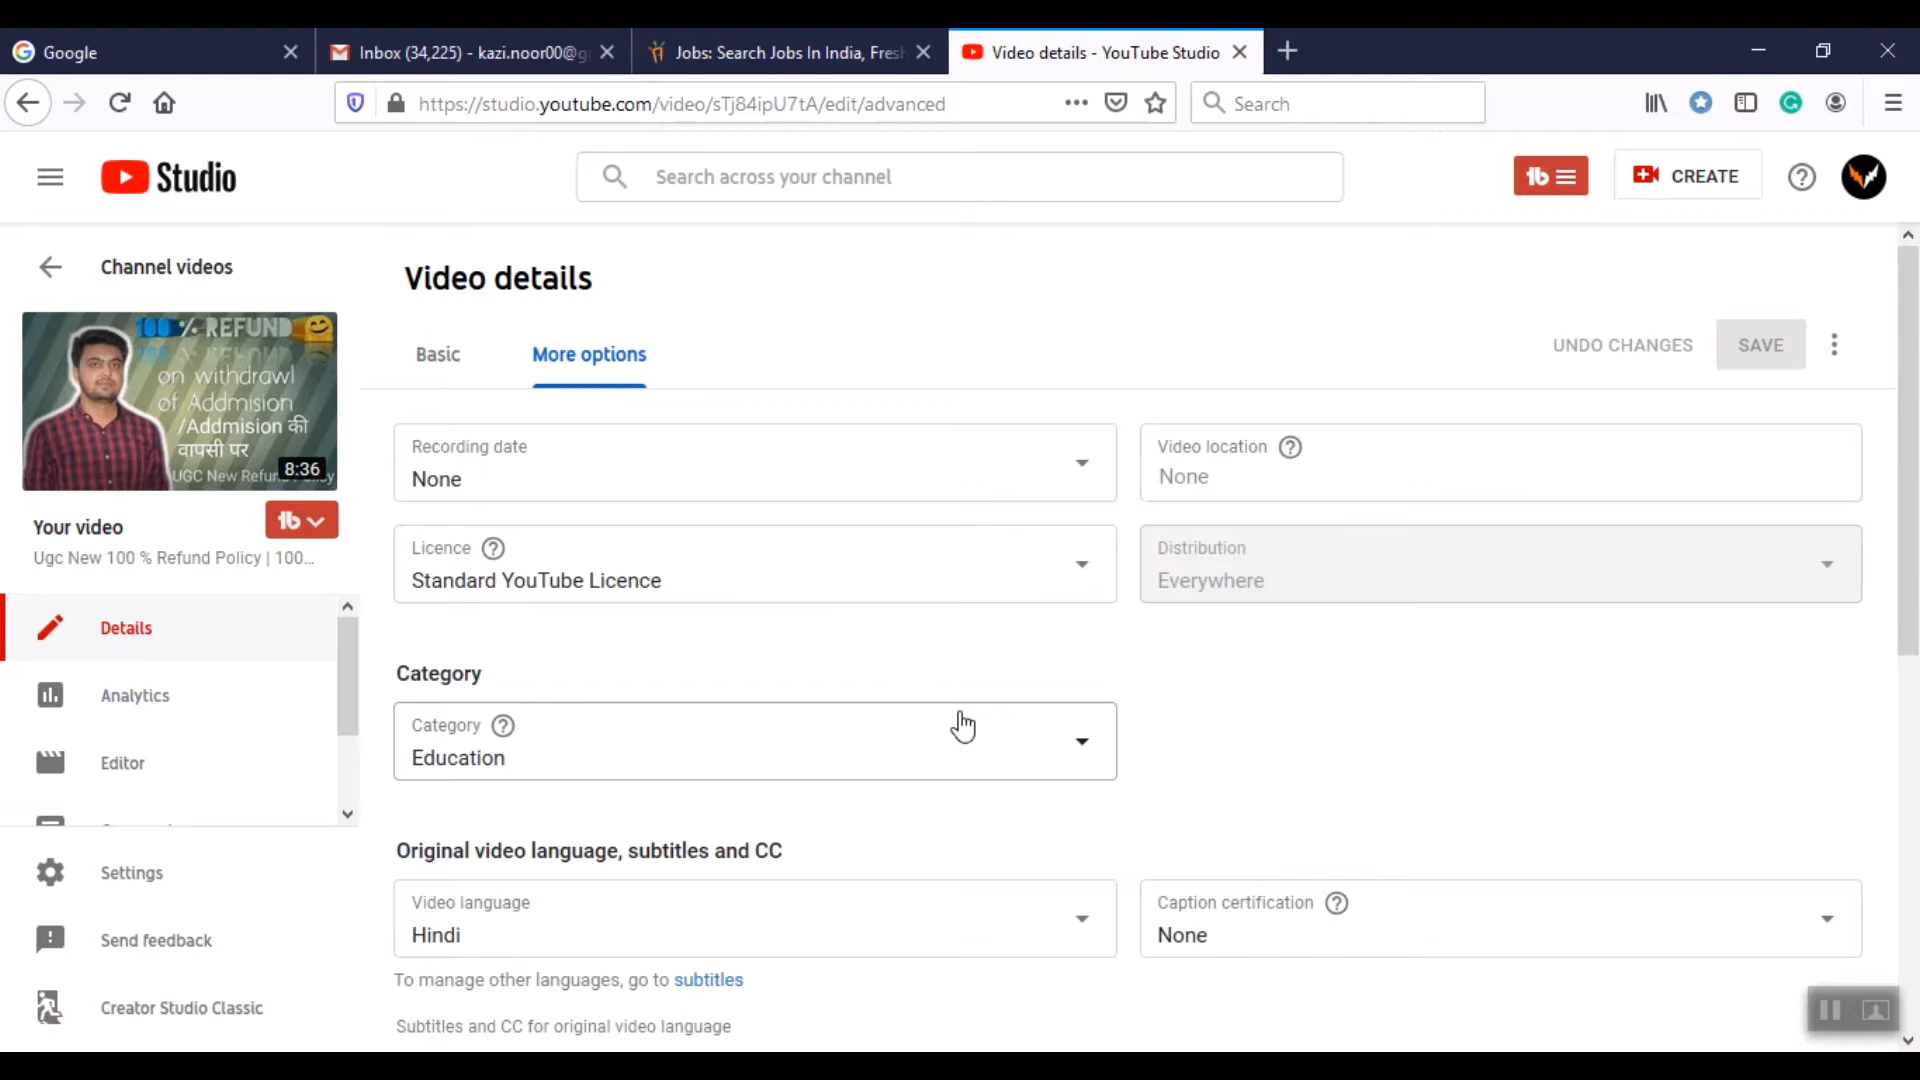 Google
Inbox (34,225) - kazi.noor00@g
Jobs: Search Jobs In India, Fresh
Video details - YouTube Studio
https://studio.youtube.com/video/sTj84ipU7tA/edit/advanced
Search
Studio
Search across your channel
CREATE
Channel videos
Video details
100 % REFUND
on withdrawl
of Addmision
/Addmision की
वापसी पर
UGC New Refun Policy
8:36
Basic
More options
UNDO CHANGES
SAVE
Recording date
None
Video location
None
Your video
Ugc New 100 % Refund Policy | 100...
Licence
Standard YouTube Licence
Distribution
Everywhere
Details
Analytics
Editor
Category
Category
Education
Original video language, subtitles and CC
Video language
Hindi
Caption certification
None
To manage other languages, go to subtitles
Subtitles and CC for original video language
Settings
Send feedback
Creator Studio Classic